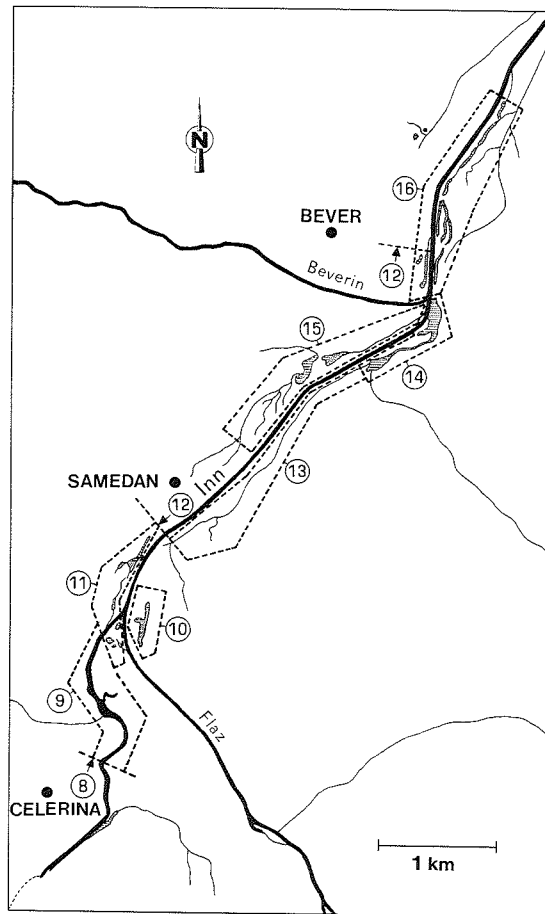 N
16
BEVER
12
Beverin
15
14
Inn
13
SAMEDAN
12
11
10
9
Flaz
8
CELERINA
1 km